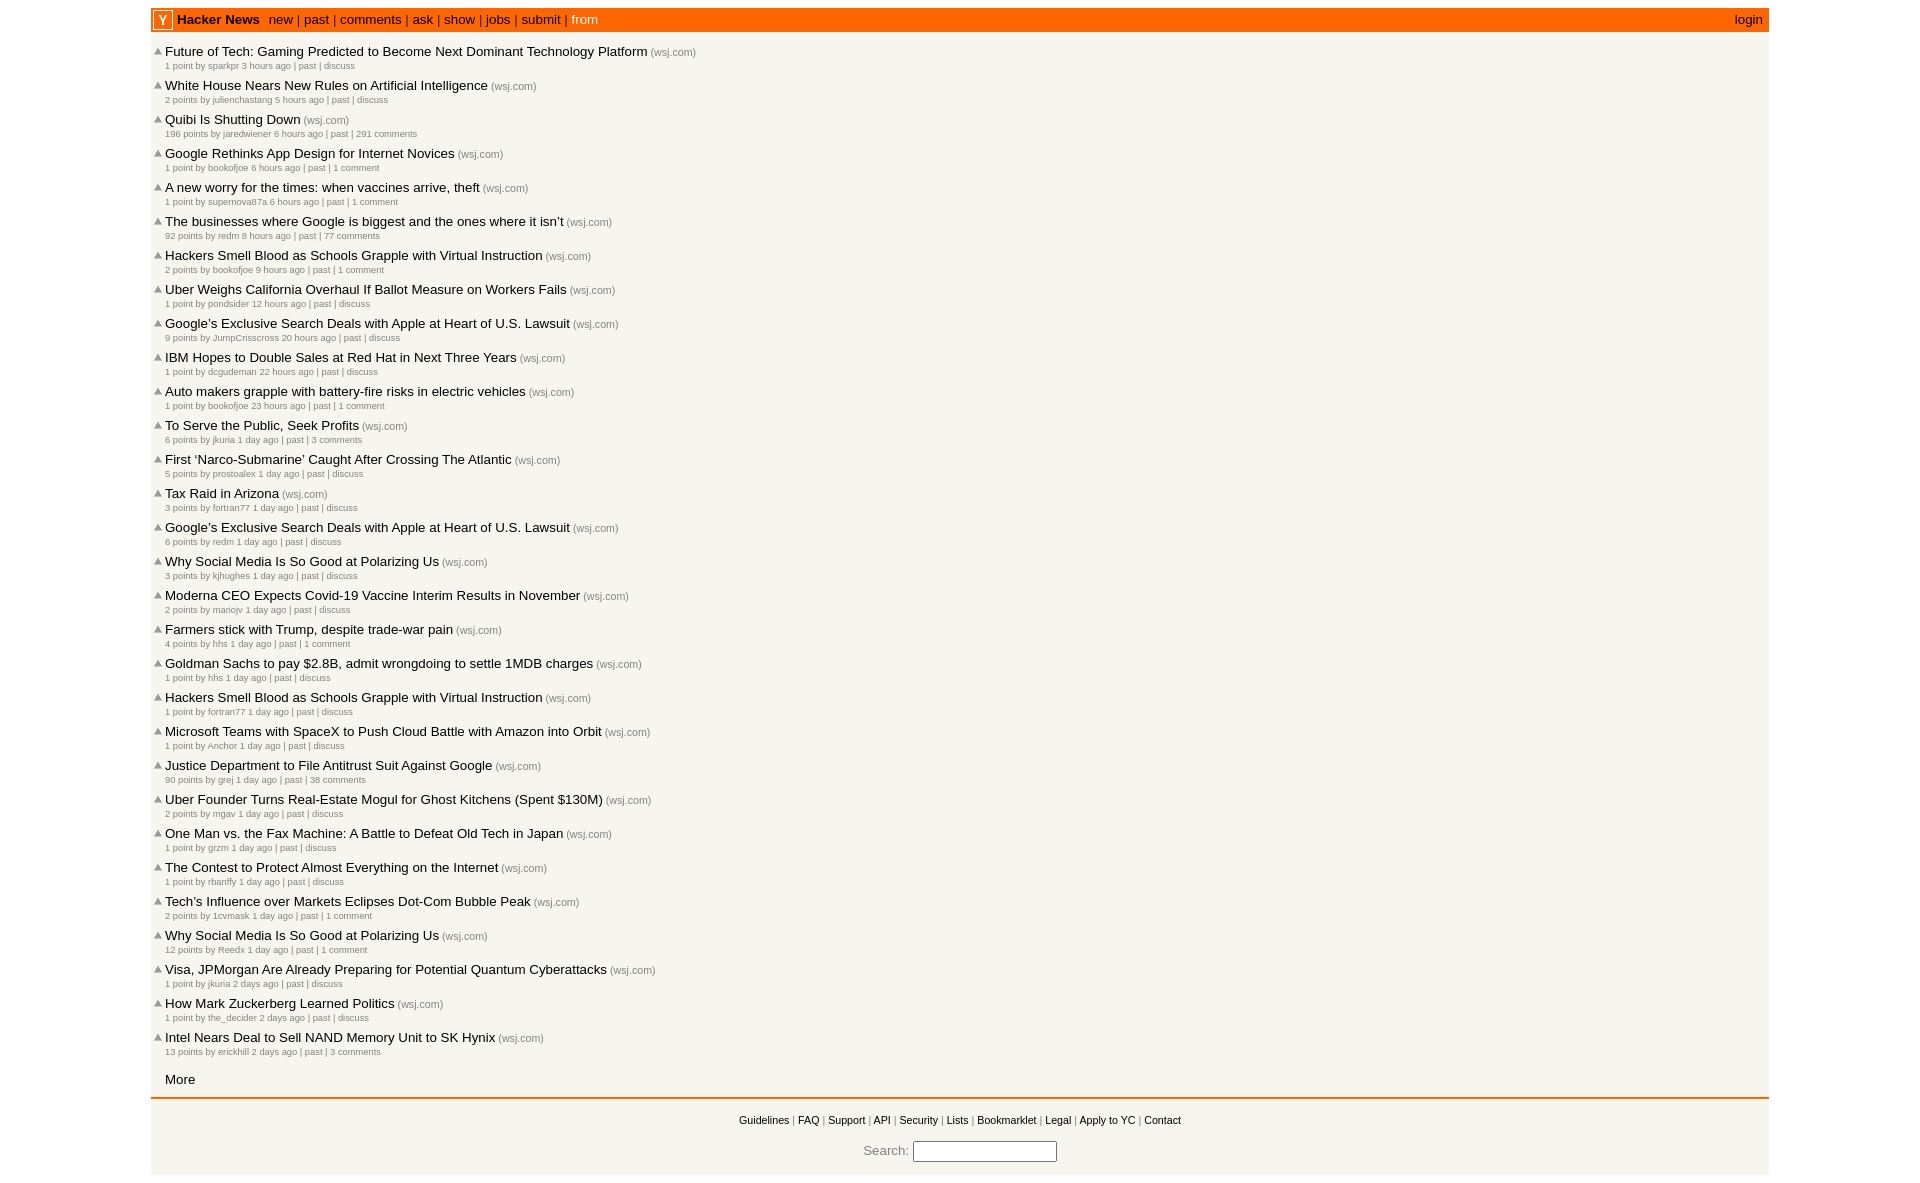 Y Hacker News new | past | comments | ask | show | jobs | submit | from login
Future of Tech: Gaming Predicted to Become Next Dominant Technology Platform (wsj.com)
1 point by sparkpr 3 hours ago | past | discuss
White House Nears New Rules on Artificial Intelligence (wsj.com)
2 points by julienchastang 5 hours ago | past | discuss
Quibi Is Shutting Down (wsj.com)
196 points by jaredwiener 6 hours ago | past | 291 comments
Google Rethinks App Design for Internet Novices (wsj.com)
1 point by bookofjoe 6 hours ago | past | 1 comment
A new worry for the times: when vaccines arrive, theft (wsj.com)
1 point by supernova87a 6 hours ago | past | 1 comment
The businesses where Google is biggest and the ones where it isn’t (wsj.com)
92 points by redm 8 hours ago | past | 77 comments
Hackers Smell Blood as Schools Grapple with Virtual Instruction (wsj.com)
2 points by bookofjoe 9 hours ago | past | 1 comment
Uber Weighs California Overhaul If Ballot Measure on Workers Fails (wsj.com)
1 point by pondsider 12 hours ago | past | discuss
Google’s Exclusive Search Deals with Apple at Heart of U.S. Lawsuit (wsj.com)
9 points by JumpCrisscross 20 hours ago | past | discuss
IBM Hopes to Double Sales at Red Hat in Next Three Years (wsj.com)
1 point by dcgudeman 22 hours ago | past | discuss
Auto makers grapple with battery-fire risks in electric vehicles (wsj.com)
1 point by bookofjoe 23 hours ago | past | 1 comment
To Serve the Public, Seek Profits (wsj.com)
6 points by jkuria 1 day ago | past | 3 comments
First ‘Narco-Submarine’ Caught After Crossing The Atlantic (wsj.com)
5 points by prostoalex 1 day ago | past | discuss
Tax Raid in Arizona (wsj.com)
3 points by fortran77 1 day ago | past | discuss
Google’s Exclusive Search Deals with Apple at Heart of U.S. Lawsuit (wsj.com)
6 points by redm 1 day ago | past | discuss
Why Social Media Is So Good at Polarizing Us (wsj.com)
3 points by kjhughes 1 day ago | past | discuss
Moderna CEO Expects Covid-19 Vaccine Interim Results in November (wsj.com)
2 points by mariojv 1 day ago | past | discuss
Farmers stick with Trump, despite trade-war pain (wsj.com)
4 points by hhs 1 day ago | past | 1 comment
Goldman Sachs to pay $2.8B, admit wrongdoing to settle 1MDB charges (wsj.com)
1 point by hhs 1 day ago | past | discuss
Hackers Smell Blood as Schools Grapple with Virtual Instruction (wsj.com)
1 point by fortran77 1 day ago | past | discuss
Microsoft Teams with SpaceX to Push Cloud Battle with Amazon into Orbit (wsj.com)
1 point by Anchor 1 day ago | past | discuss
Justice Department to File Antitrust Suit Against Google (wsj.com)
90 points by grej 1 day ago | past | 38 comments
Uber Founder Turns Real-Estate Mogul for Ghost Kitchens (Spent $130M) (wsj.com)
2 points by mgav 1 day ago | past | discuss
One Man vs. the Fax Machine: A Battle to Defeat Old Tech in Japan (wsj.com)
1 point by grzm 1 day ago | past | discuss
The Contest to Protect Almost Everything on the Internet (wsj.com)
1 point by rbanffy 1 day ago | past | discuss
Tech’s Influence over Markets Eclipses Dot-Com Bubble Peak (wsj.com)
2 points by 1cvmask 1 day ago | past | 1 comment
Why Social Media Is So Good at Polarizing Us (wsj.com)
12 points by Reedx 1 day ago | past | 1 comment
Visa, JPMorgan Are Already Preparing for Potential Quantum Cyberattacks (wsj.com)
1 point by jkuria 2 days ago | past | discuss
How Mark Zuckerberg Learned Politics (wsj.com)
1 point by the_decider 2 days ago | past | discuss
Intel Nears Deal to Sell NAND Memory Unit to SK Hynix (wsj.com)
13 points by erickhill 2 days ago | past | 3 comments
More
Guidelines | FAQ | Support | API | Security | Lists | Bookmarklet | Legal | Apply to YC | Contact
Search: